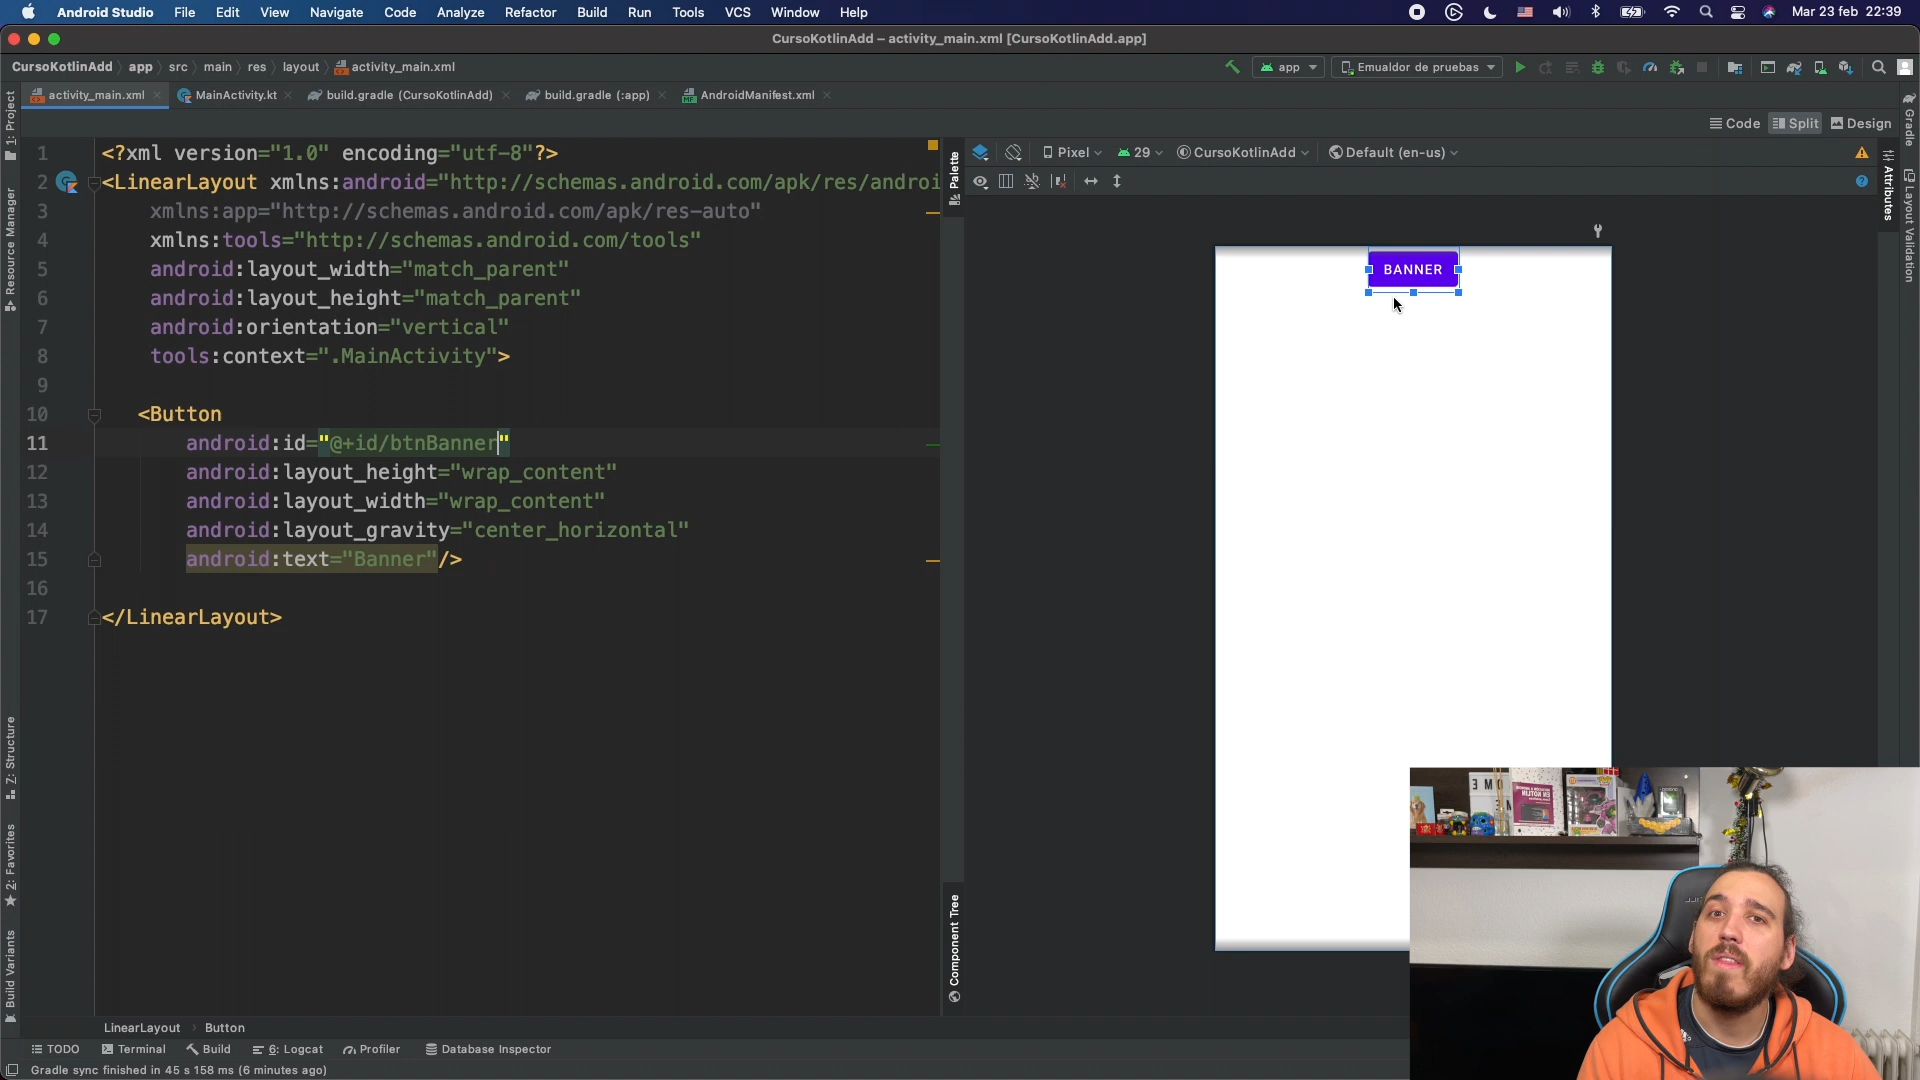 Android Studio File Edit View Navigate Code Analyze Refactor Build Run Tools VCS Window Help Mar 23 feb 22:39
CursoKotlinAdd – activity_main.xml [CursoKotlinAdd.app]
CursoKotlinAdd app src main res layout activity_main.xml app Emualdor de pruebas
activity_main.xml MainActivity.kt build.gradle (CursoKotlinAdd) build.gradle (:app) AndroidManifest.xml
Code Split Design
Pixel 29 CursoKotlinAdd Default (en-us)
1 <?xml version="1.0" encoding="utf-8"?>
2 <LinearLayout xmlns:android="http://schemas.android.com/apk/res/androi
3 xmlns:app="http://schemas.android.com/apk/res-auto"
4 xmlns:tools="http://schemas.android.com/tools"
5 android:layout_width="match_parent"
6 android:layout_height="match_parent"
7 android:orientation="vertical"
8 tools:context=".MainActivity">
9
10 <Button
11 android:id="@+id/btnBanner"
12 android:layout_height="wrap_content"
13 android:layout_width="wrap_content"
14 android:layout_gravity="center_horizontal"
15 android:text="Banner"/>
16
17 </LinearLayout>
BANNER
1: Project
Resource Manager
Z: Structure
2: Favorites
Build Variants
Palette
Component Tree
Attributes
Gradle
Layout Validation
LinearLayout Button
TODO Terminal Build 6: Logcat Profiler Database Inspector
Gradle sync finished in 45 s 158 ms (6 minutes ago)